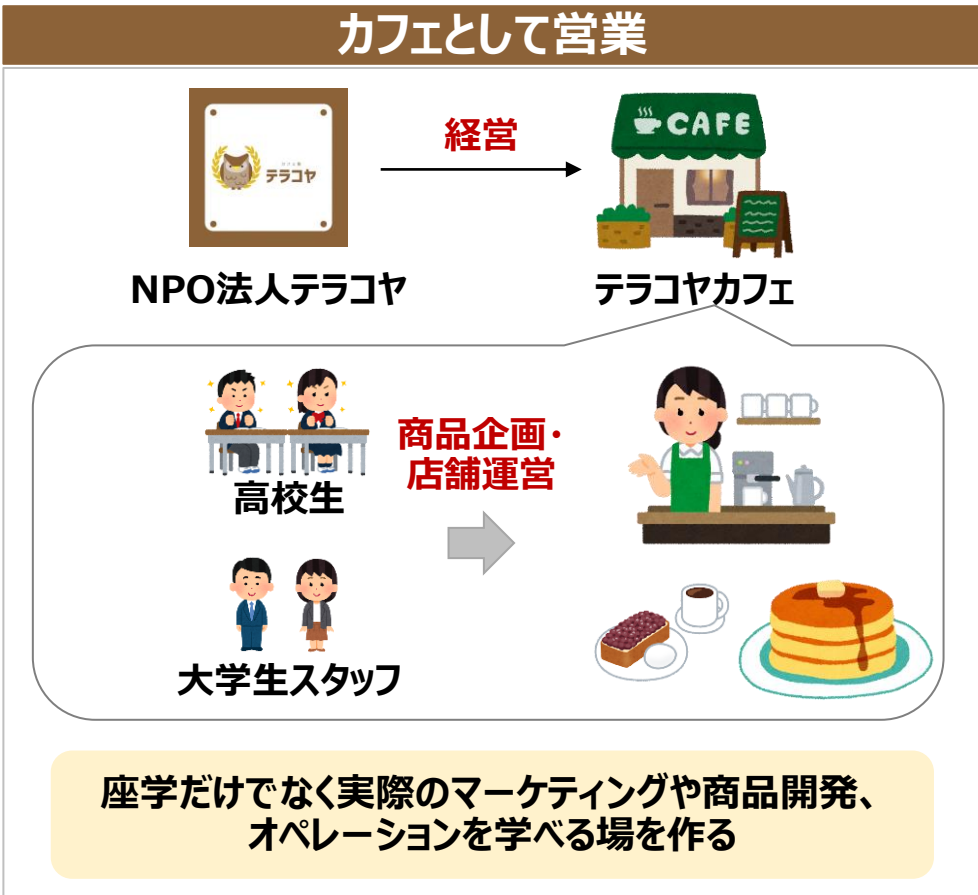 カフェとして営業
テラコヤ
経営
CAFE
NPO法人テラコヤ
テラコヤカフェ
高校生
商品企画・
店舗運営
大学生スタッフ
座学だけでなく実際のマーケティングや商品開発、
オペレーションを学べる場を作る